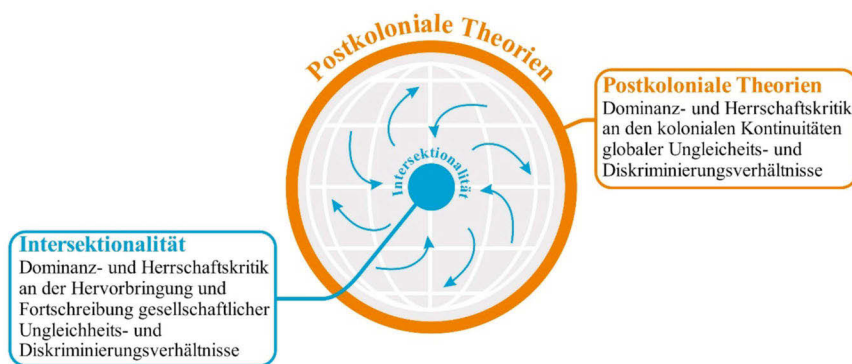 Postkoloniale Theorien
Intersektionalität
Postkoloniale Theorien
Dominanz- und Herrschaftskritik
an den kolonialen Kontinuitäten
globaler Ungleicheits- und
Diskriminierungsverhältnisse
Intersektionalität
Dominanz- und Herrschaftskritik
an der Hervorbringung und
Fortschreibung gesellschaftlicher
Ungleichheits- und
Diskriminierungsverhältnisse